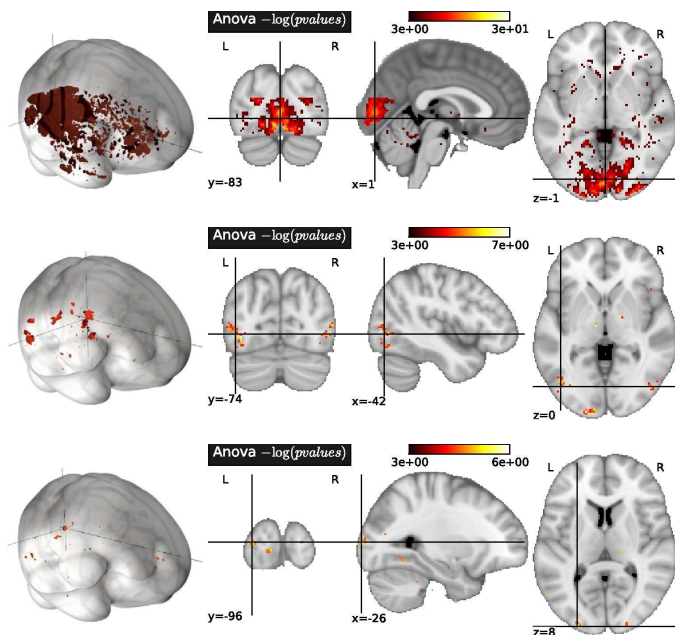 Anova −log(pvalues)
3e+00 3e+01
L R L R
y=-83 x=1 z=-1
Anova −log(pvalues)
3e+00 7e+00
L R L R
y=-74 x=-42 z=0
Anova −log(pvalues)
3e+00 6e+00
L R L R
y=-96 x=-26 z=8